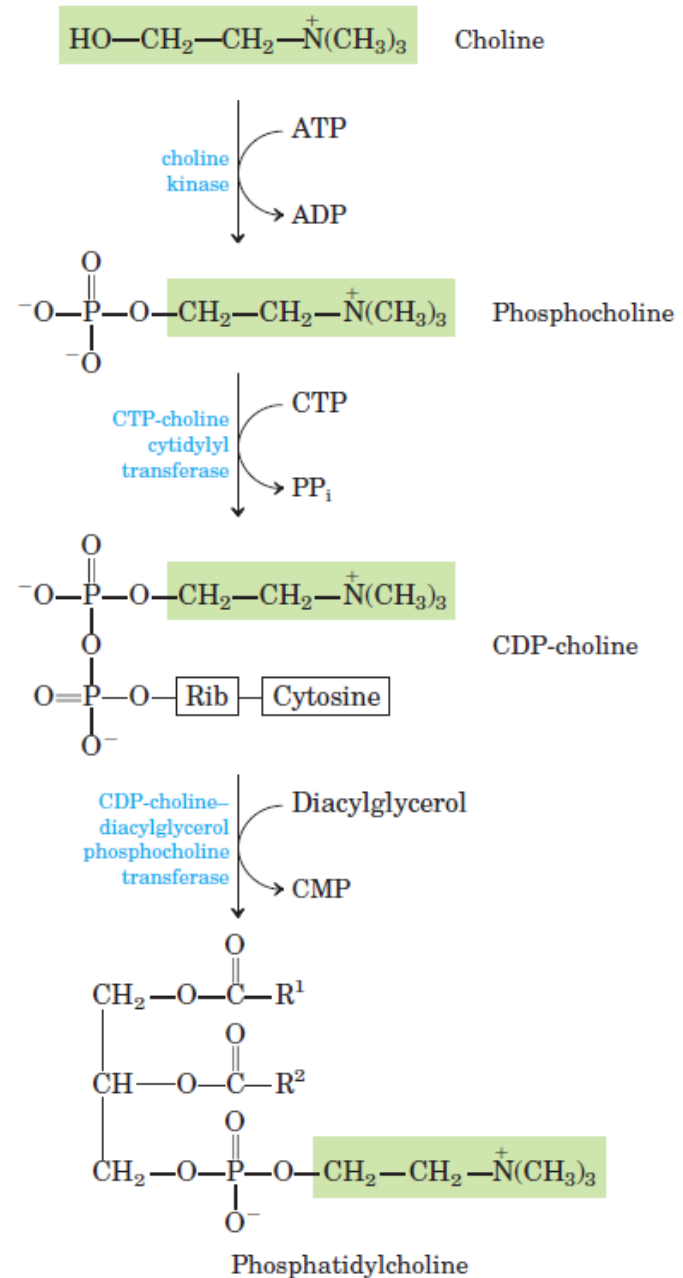 HO—CH₂—CH₂—N⁺(CH₃)₃ Choline
ATP
choline
kinase
ADP
O
⁻O—P—O—CH₂—CH₂—N⁺(CH₃)₃ Phosphocholine
⁻O
CTP
CTP-choline
cytidylyl
transferase
PPᵢ
O
⁻O—P—O—CH₂—CH₂—N⁺(CH₃)₃
O
CDP-choline
O=P—O—Rib—Cytosine
O⁻
CDP-choline–
diacylglycerol
phosphocholine
transferase
Diacylglycerol
CMP
O
CH₂—O—C—R¹
O
CH—O—C—R²
O
CH₂—O—P—O—CH₂—CH₂—N⁺(CH₃)₃
O⁻
Phosphatidylcholine